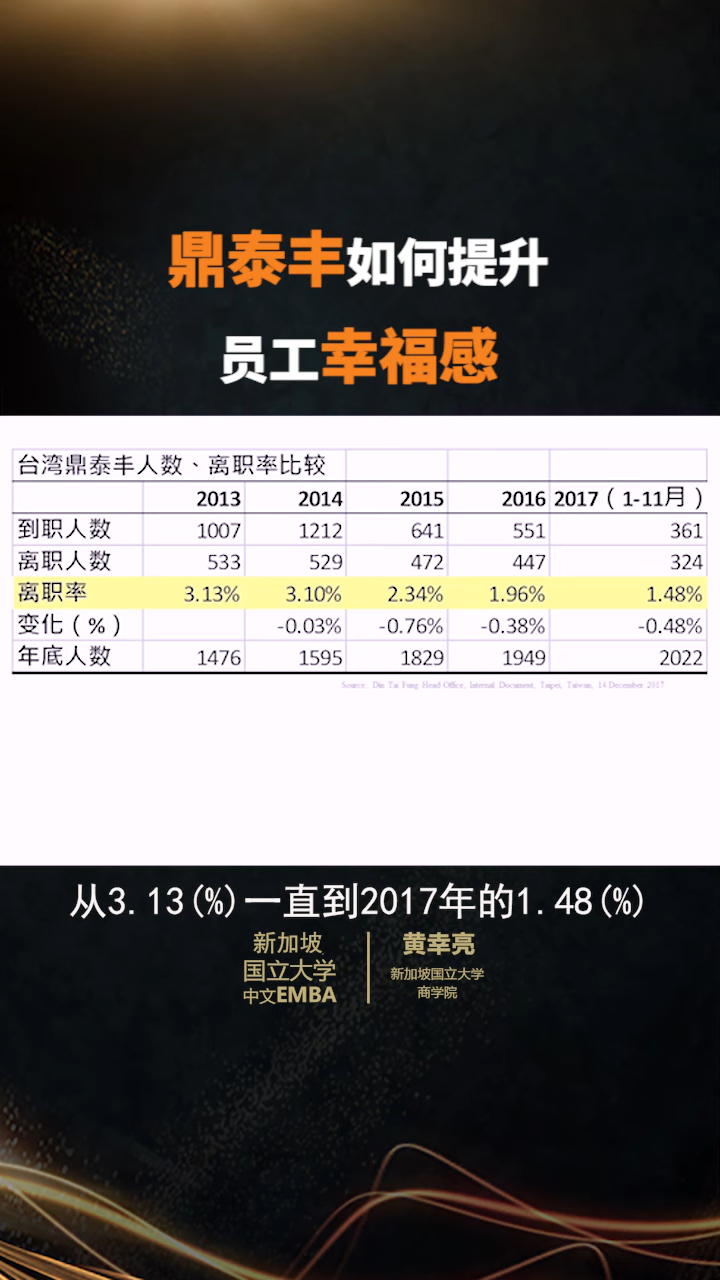 鼎泰丰如何提升
员工幸福感
台湾鼎泰丰人数、离职率比较
2013 2014 2015 2016 2017（1-11月）
到职人数 1007 1212 641 551 361
离职人数 533 529 472 447 324
离职率 3.13% 3.10% 2.34% 1.96% 1.48%
变化（%） -0.03% -0.76% -0.38% -0.48%
年底人数 1476 1595 1829 1949 2022
Source: Din Tai Fung Head Office, Internal Document, Taipei, Taiwan, 14 December 2017
从3.13(%)一直到2017年的1.48(%)
新加坡
国立大学
中文EMBA
黄幸亮
新加坡国立大学
商学院